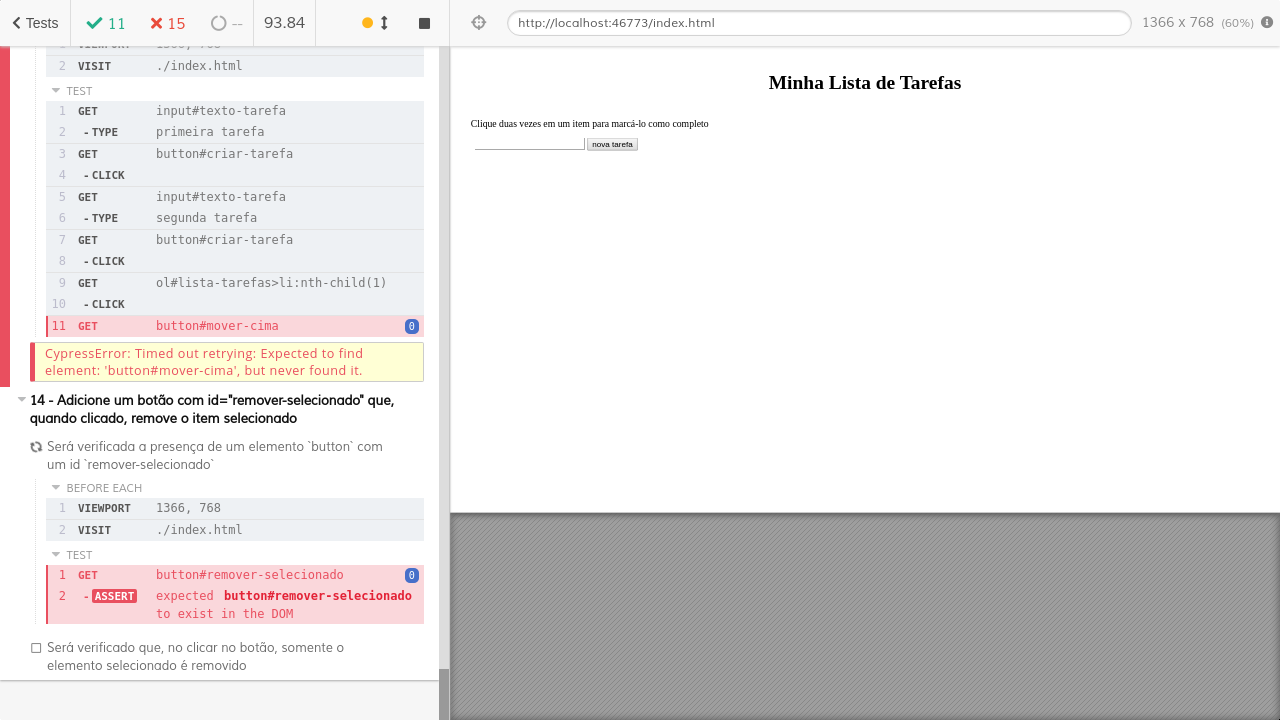 Tests 11 15 -- 93.84
http://localhost:46773/index.html 1366 x 768 (60%)
1 VIEWPORT 1366, 768
2 VISIT ./index.html
TEST
1 GET input#texto-tarefa
2 - TYPE primeira tarefa
3 GET button#criar-tarefa
4 - CLICK
5 GET input#texto-tarefa
6 - TYPE segunda tarefa
7 GET button#criar-tarefa
8 - CLICK
9 GET ol#lista-tarefas>li:nth-child(1)
10 - CLICK
11 GET button#mover-cima 0
CypressError: Timed out retrying: Expected to find
element: 'button#mover-cima', but never found it.
14 - Adicione um botão com id="remover-selecionado" que,
quando clicado, remove o item selecionado
Será verificada a presença de um elemento `button` com
um id `remover-selecionado`
BEFORE EACH
1 VIEWPORT 1366, 768
2 VISIT ./index.html
TEST
1 GET button#remover-selecionado 0
2 - ASSERT expected button#remover-selecionado
to exist in the DOM
Será verificado que, no clicar no botão, somente o
elemento selecionado é removido
Minha Lista de Tarefas
Clique duas vezes em um item para marcá-lo como completo
nova tarefa